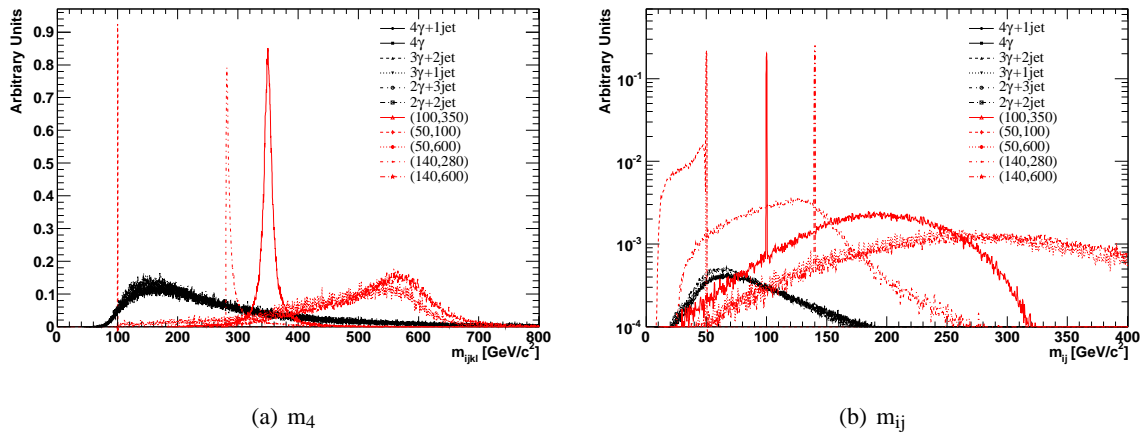 Arbitrary Units
0.9
0.8
0.7
0.6
0.5
0.4
0.3
0.2
0.1
0
0 100 200 300 400 500 600 700 800
m_ijkl [GeV/c²]
4γ+1jet
4γ
3γ+2jet
3γ+1jet
2γ+3jet
2γ+2jet
(100,350)
(50,100)
(50,600)
(140,280)
(140,600)
(a) m₄
Arbitrary Units
10⁻¹
10⁻²
10⁻³
10⁻⁴
0 50 100 150 200 250 300 350 400
m_ij [GeV/c²]
4γ+1jet
4γ
3γ+2jet
3γ+1jet
2γ+3jet
2γ+2jet
(100,350)
(50,100)
(50,600)
(140,280)
(140,600)
(b) m_ij